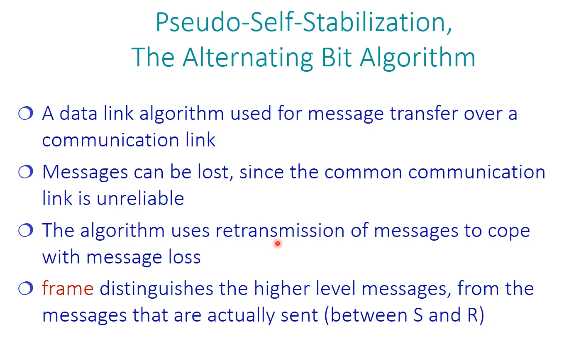 Pseudo-Self-Stabilization,
The Alternating Bit Algorithm
A data link algorithm used for message transfer over a
communication link
Messages can be lost, since the common communication
link is unreliable
The algorithm uses retransmission of messages to cope
with message loss
frame distinguishes the higher level messages, from the
messages that are actually sent (between S and R)